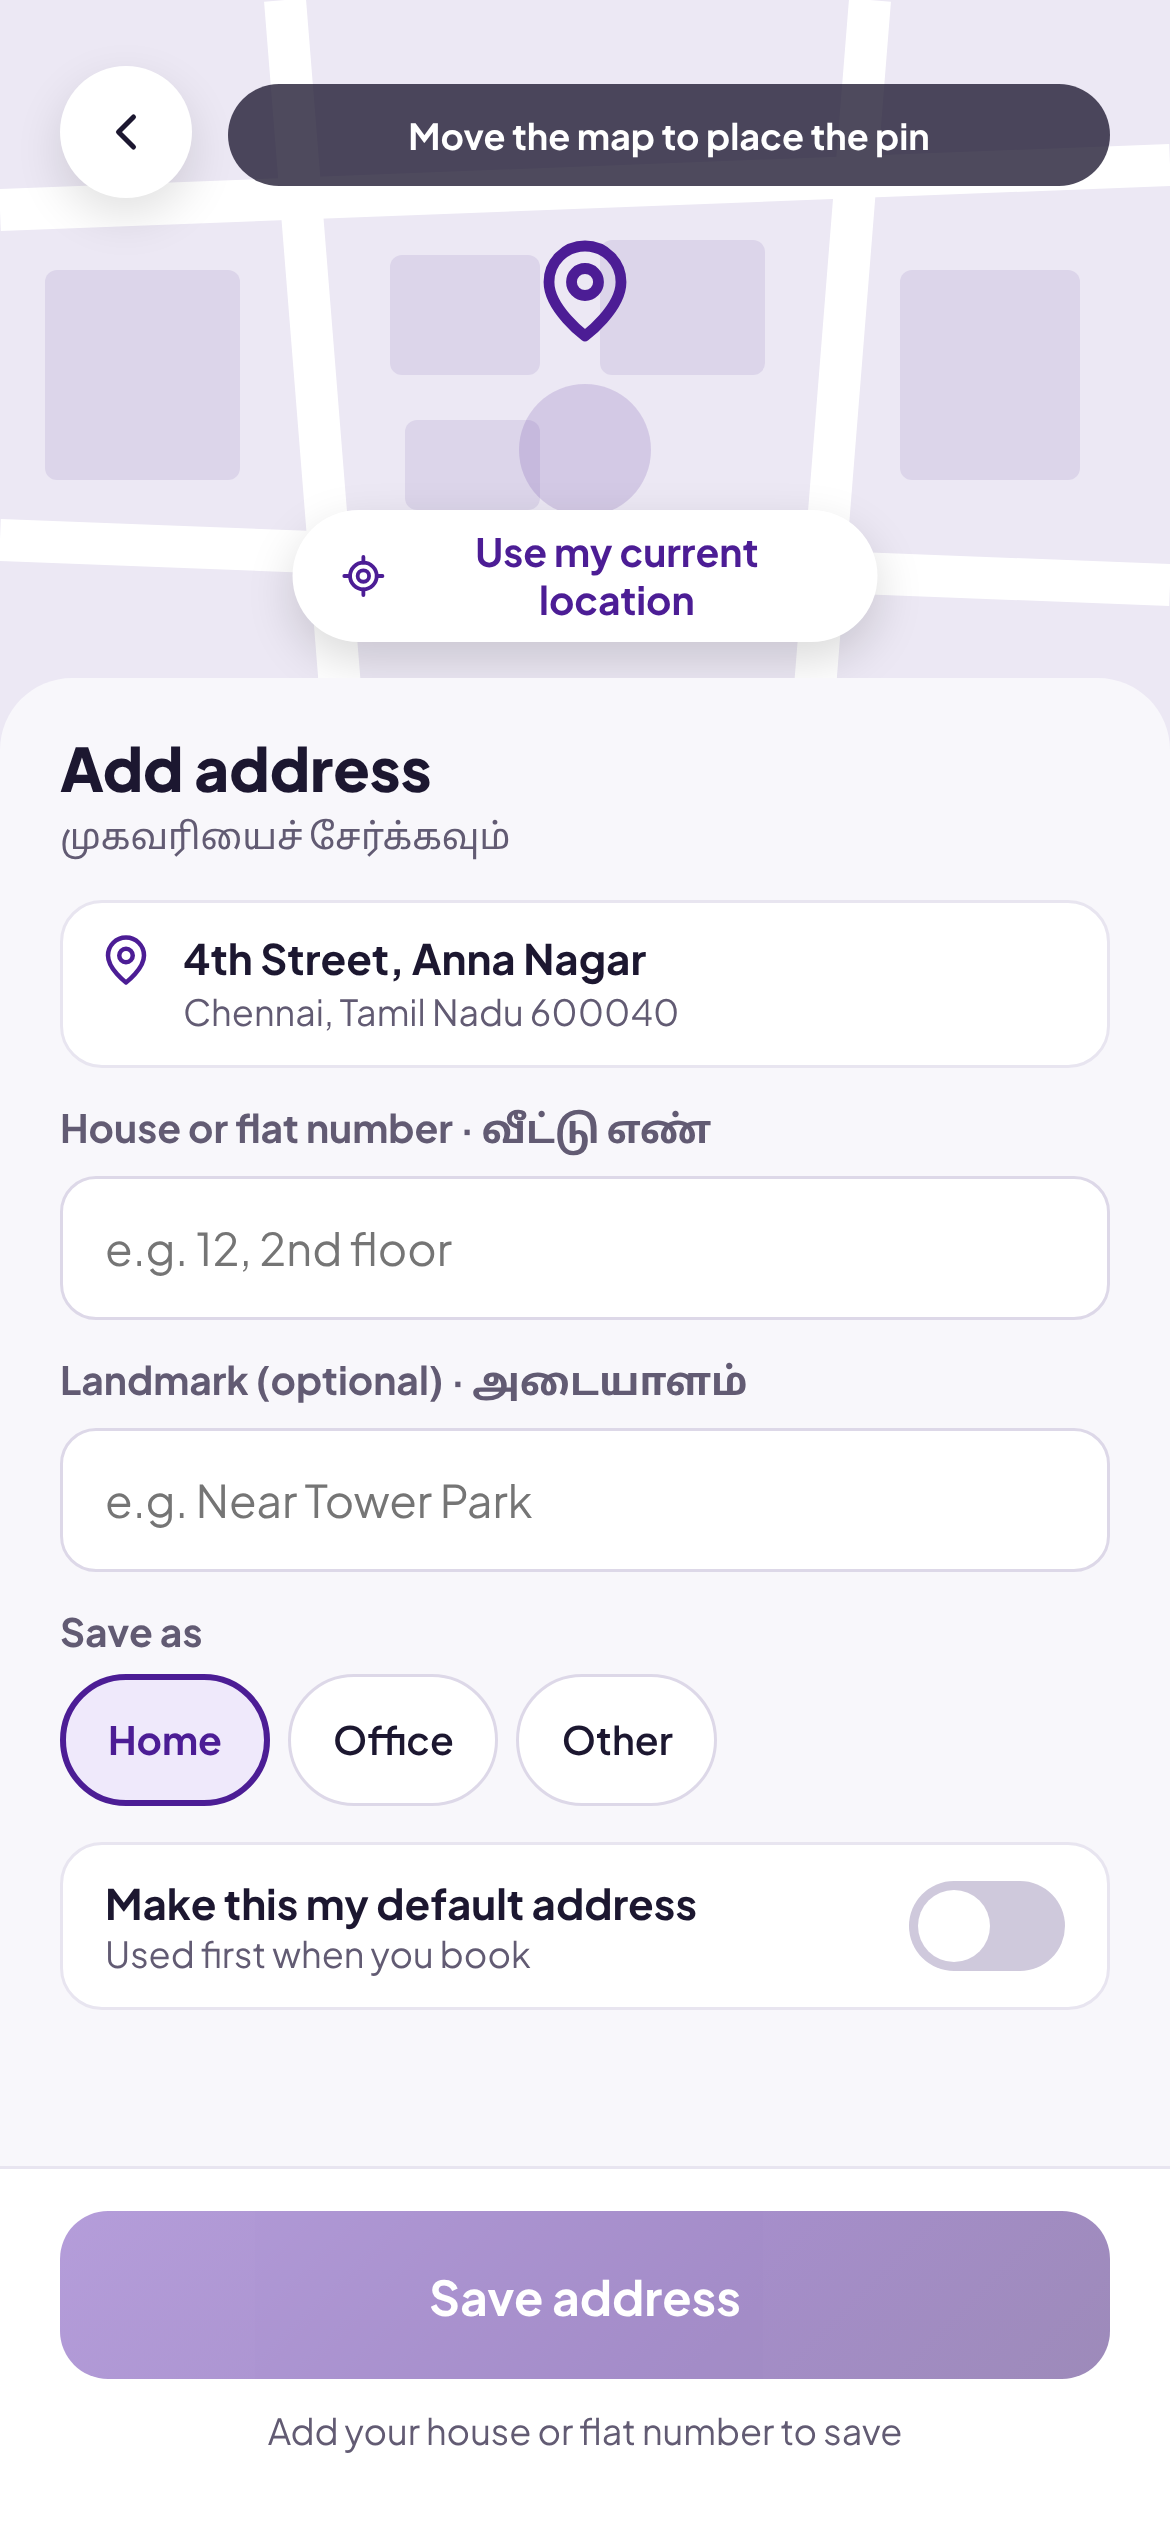 Move the map to place the pin
Use my current
location
Add address
முகவரியைச் சேர்க்கவும்
4th Street, Anna Nagar
Chennai, Tamil Nadu 600040
House or flat number · வீட்டு எண்
e.g. 12, 2nd floor
Landmark (optional) · அடையாளம்
e.g. Near Tower Park
Save as
Home
Office
Other
Make this my default address
Used first when you book
Save address
Add your house or flat number to save